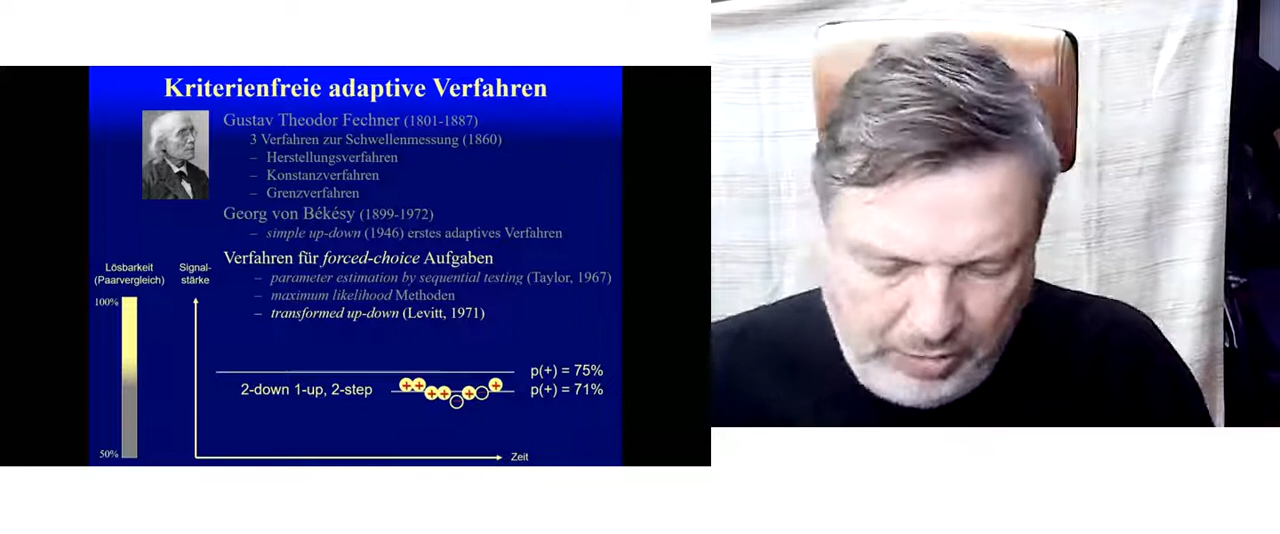 Kriterienfreie adaptive Verfahren
Gustav Theodor Fechner (1801-1887)
3 Verfahren zur Schwellenmessung (1860)
– Herstellungsverfahren
– Konstanzverfahren
– Grenzverfahren
Georg von Békésy (1899-1972)
– simple up-down (1946) erstes adaptives Verfahren
Verfahren für forced-choice Aufgaben
– parameter estimation by sequential testing (Taylor, 1967)
– maximum likelihood Methoden
– transformed up-down (Levitt, 1971)
Lösbarkeit
(Paarvergleich)
100%
50%
Signal-
stärke
2-down 1-up, 2-step
p(+) = 75%
p(+) = 71%
Zeit